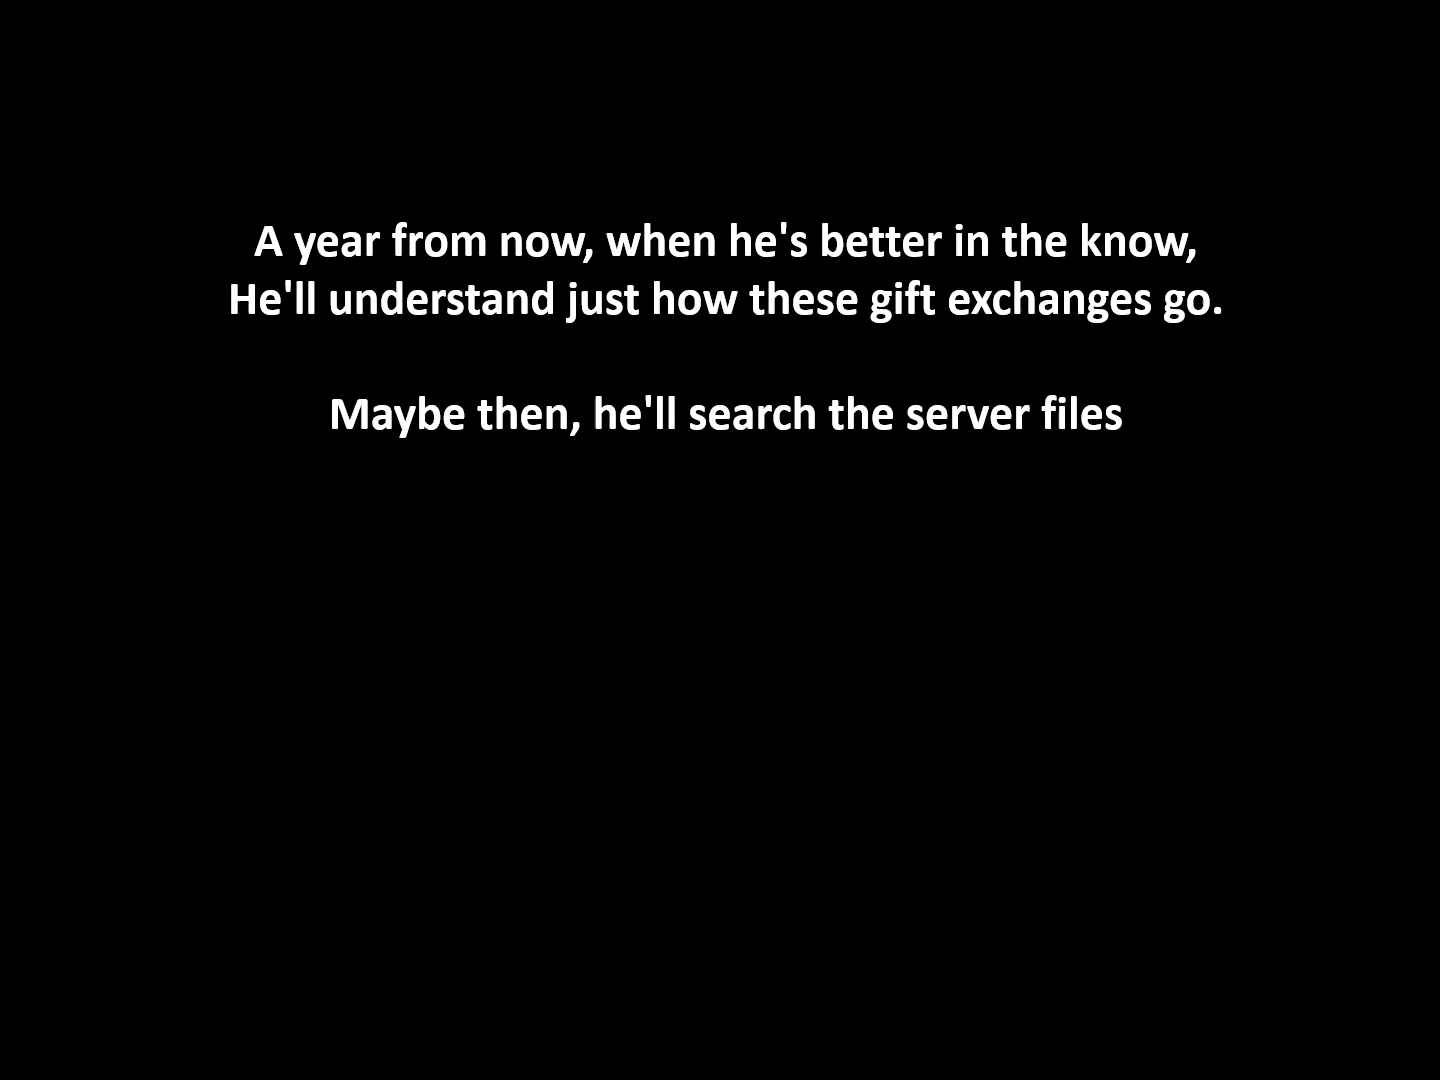 A year from now, when he's better in the know,
He'll understand just how these gift exchanges go.
Maybe then, he'll search the server files